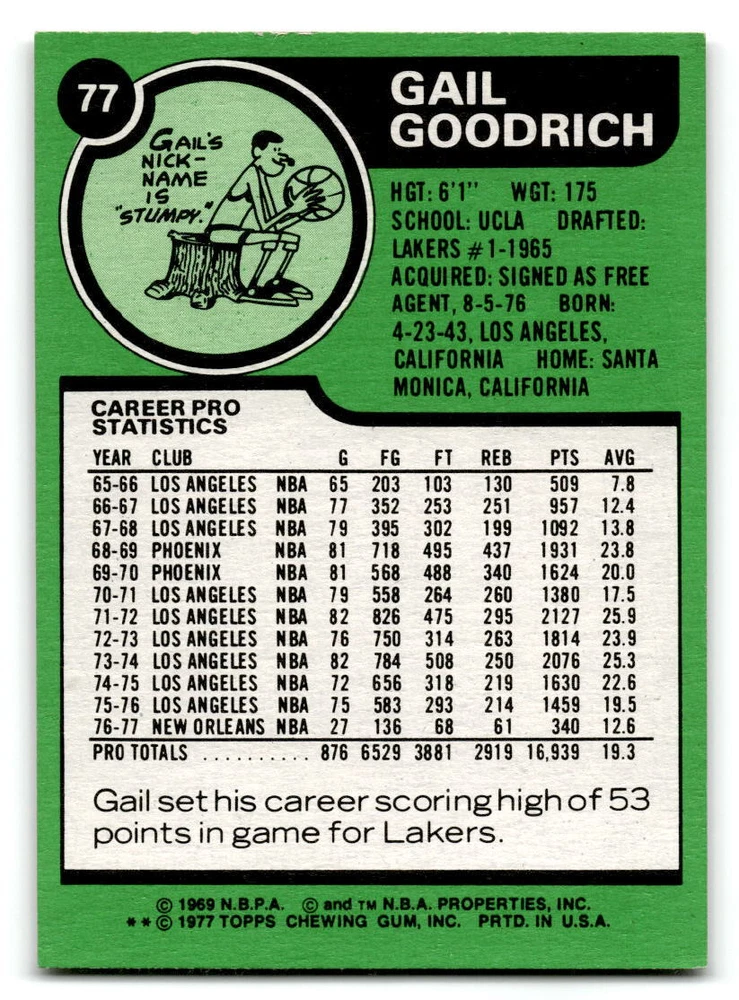 77
GAIL
GOODRICH
GAIL'S
NICK-
NAME
IS
"STUMPY."
HGT: 6'1" WGT: 175
SCHOOL: UCLA DRAFTED:
LAKERS #1-1965
ACQUIRED: SIGNED AS FREE
AGENT, 8-5-76 BORN:
4-23-43, LOS ANGELES,
CALIFORNIA HOME: SANTA
MONICA, CALIFORNIA
CAREER PRO
STATISTICS
YEAR CLUB G FG FT REB PTS AVG
65-66 LOS ANGELES NBA 65 203 103 130 509 7.8
66-67 LOS ANGELES NBA 77 352 253 251 957 12.4
67-68 LOS ANGELES NBA 79 395 302 199 1092 13.8
68-69 PHOENIX NBA 81 718 495 437 1931 23.8
69-70 PHOENIX NBA 81 568 488 340 1624 20.0
70-71 LOS ANGELES NBA 79 558 264 260 1380 17.5
71-72 LOS ANGELES NBA 82 826 475 295 2127 25.9
72-73 LOS ANGELES NBA 76 750 314 263 1814 23.9
73-74 LOS ANGELES NBA 82 784 508 250 2076 25.3
74-75 LOS ANGELES NBA 72 656 318 219 1630 22.6
75-76 LOS ANGELES NBA 75 583 293 214 1459 19.5
76-77 NEW ORLEANS NBA 27 136 68 61 340 12.6
PRO TOTALS .......... 876 6529 3881 2919 16,939 19.3
Gail set his career scoring high of 53
points in game for Lakers.
© 1969 N.B.P.A. © and TM N.B.A. PROPERTIES, INC.
**© 1977 TOPPS CHEWING GUM, INC. PRTD. IN U.S.A.